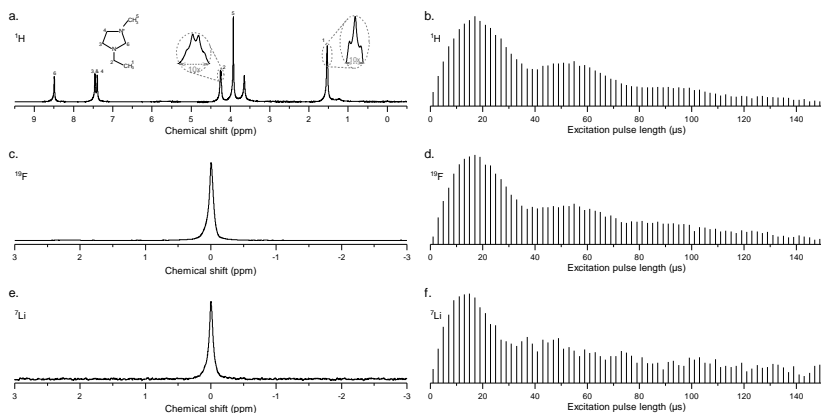 a.
¹H
CH₃
N⁺
N
CH₃
10x
10x
6
3 & 4
2
5
1
9 8 7 6 5 4 3 2 1 0
Chemical shift (ppm)
b.
¹H
0 20 40 60 80 100 120 140
Excitation pulse length (µs)
c.
¹⁹F
3 2 1 0 -1 -2 -3
Chemical shift (ppm)
d.
¹⁹F
0 20 40 60 80 100 120 140
Excitation pulse length (µs)
e.
⁷Li
3 2 1 0 -1 -2 -3
Chemical shift (ppm)
f.
⁷Li
0 20 40 60 80 100 120 140
Excitation pulse length (µs)